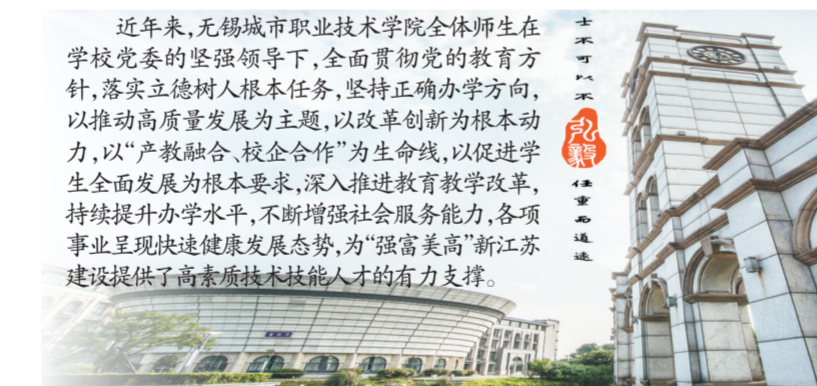 近年来,无锡城市职业技术学院全体师生在
学校党委的坚强领导下,全面贯彻党的教育方
针,落实立德树人根本任务,坚持正确办学方向,
以推动高质量发展为主题,以改革创新为根本动
力,以“产教融合、校企合作”为生命线,以促进学
生全面发展为根本要求,深入推进教育教学改革,
持续提升办学水平,不断增强社会服务能力,各项
事业呈现快速健康发展态势,为“强富美高”新江苏
建设提供了高素质技术技能人才的有力支撑。
士不可以不
弘毅
任重而道远